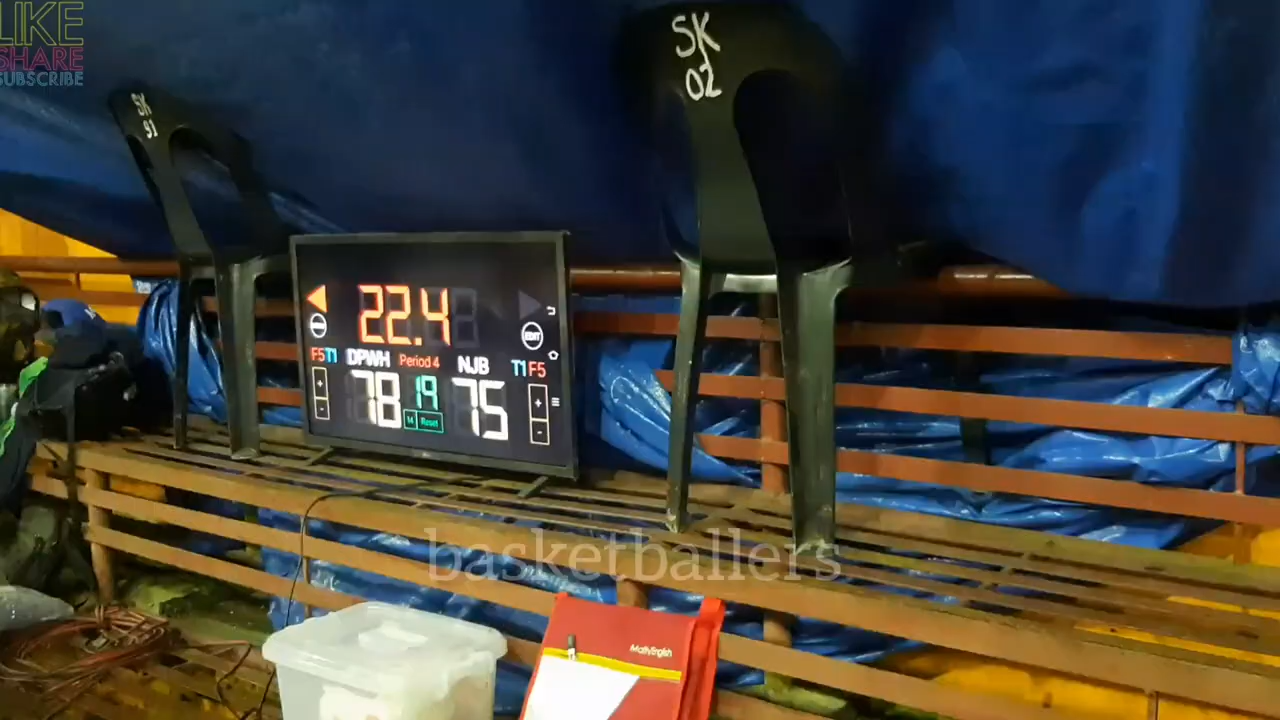 LIKE
SHARE
SUBSCRIBE
SK
02
SK
91
22.4
EDIT
F5 T1 DPWH Period 4 NJB T1 F5
78 19 75
+ +
14 Reset
- -
basketballers